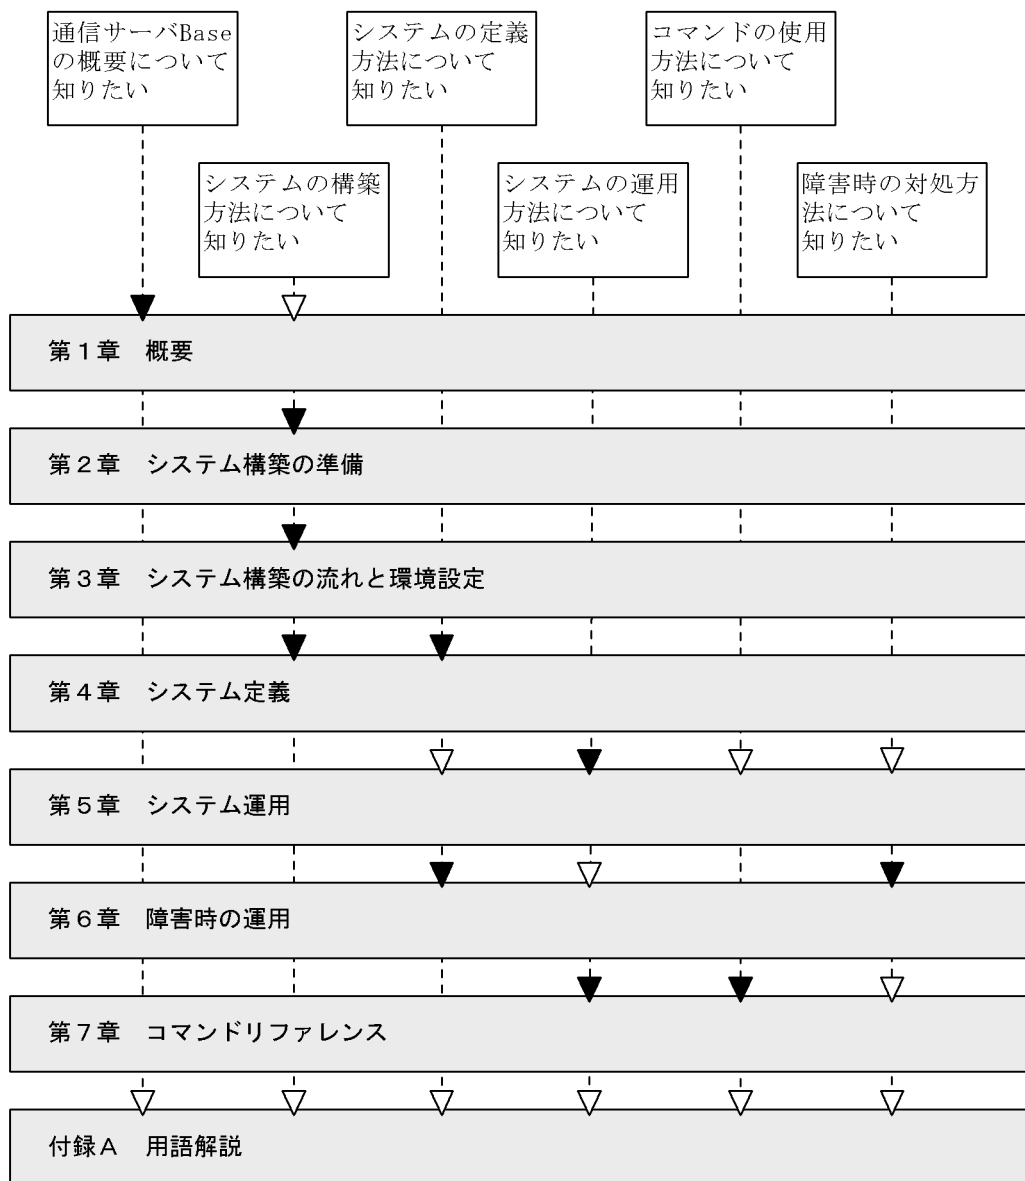 通信サーバBase
の概要について
知りたい
システムの定義
方法について
知りたい
コマンドの使用
方法について
知りたい
システムの構築
方法について
知りたい
システムの運用
方法について
知りたい
障害時の対処方
法について
知りたい
第１章　概要
第２章　システム構築の準備
第３章　システム構築の流れと環境設定
第４章　システム定義
第５章　システム運用
第６章　障害時の運用
第７章　コマンドリファレンス
付録Ａ　用語解説